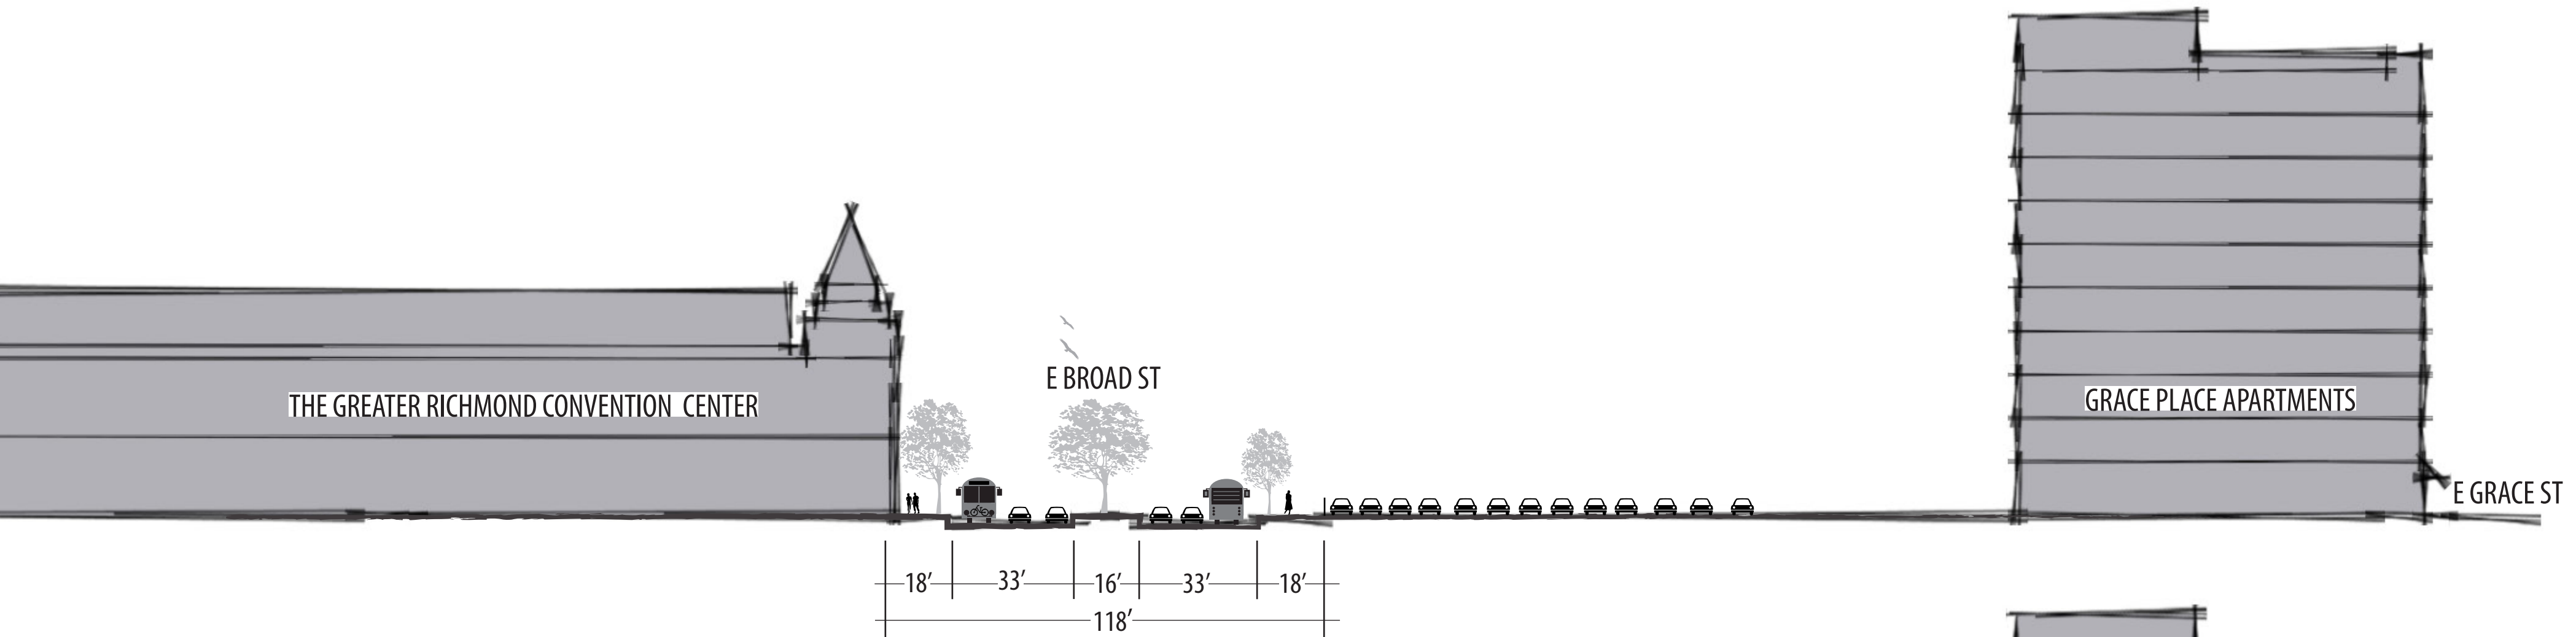 E BROAD ST
THE GREATER RICHMOND CONVENTION CENTER
GRACE PLACE APARTMENTS
E GRACE ST
18′ 33′ 16′ 33′ 18′
118′